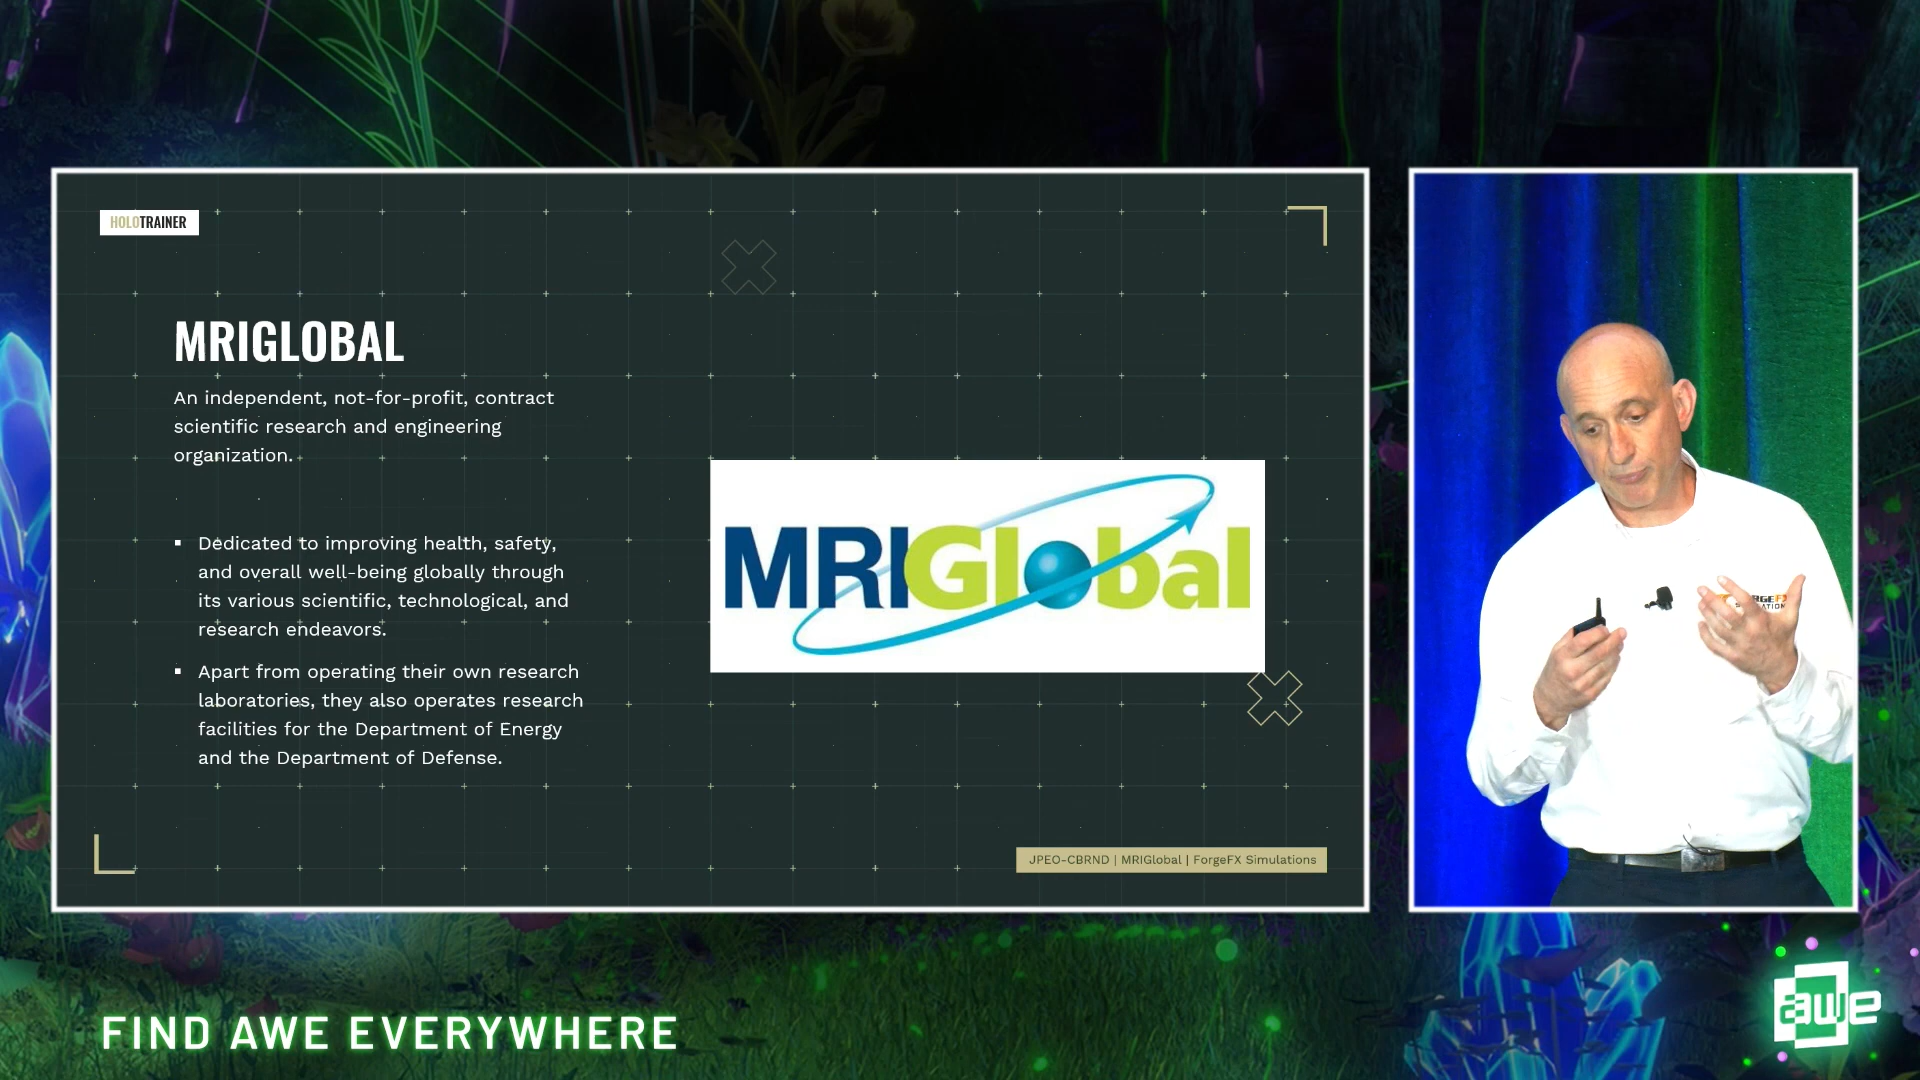 HOLOTRAINER
MRIGLOBAL
An independent, not-for-profit, contract
scientific research and engineering
organization.
▪ Dedicated to improving health, safety,
and overall well-being globally through
its various scientific, technological, and
research endeavors.
▪ Apart from operating their own research
laboratories, they also operates research
facilities for the Department of Energy
and the Department of Defense.
MRIGlobal
JPEO-CBRND | MRIGlobal | ForgeFX Simulations
FIND AWE EVERYWHERE
awe